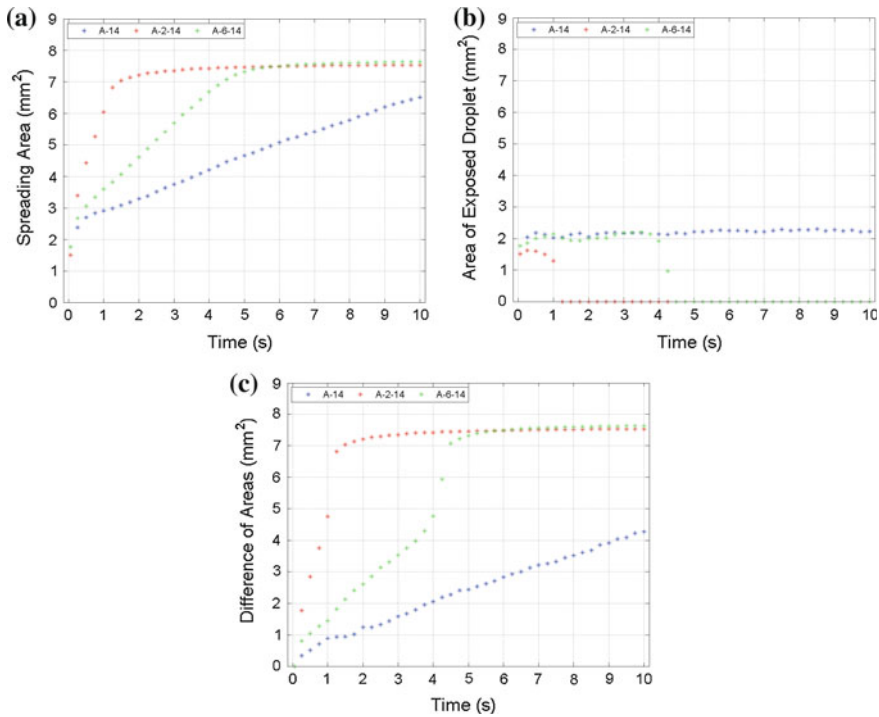 (a)
A-14 A-2-14 A-6-14
Spreading Area (mm²)
9
8
7
6
5
4
3
2
1
0
0 1 2 3 4 5 6 7 8 9 10
Time (s)
(b)
A-14 A-2-14 A-6-14
Area of Exposed Droplet (mm²)
9
8
7
6
5
4
3
2
1
0
0 1 2 3 4 5 6 7 8 9 10
Time (s)
(c)
A-14 A-2-14 A-6-14
Difference of Areas (mm²)
9
8
7
6
5
4
3
2
1
0
0 1 2 3 4 5 6 7 8 9 10
Time (s)